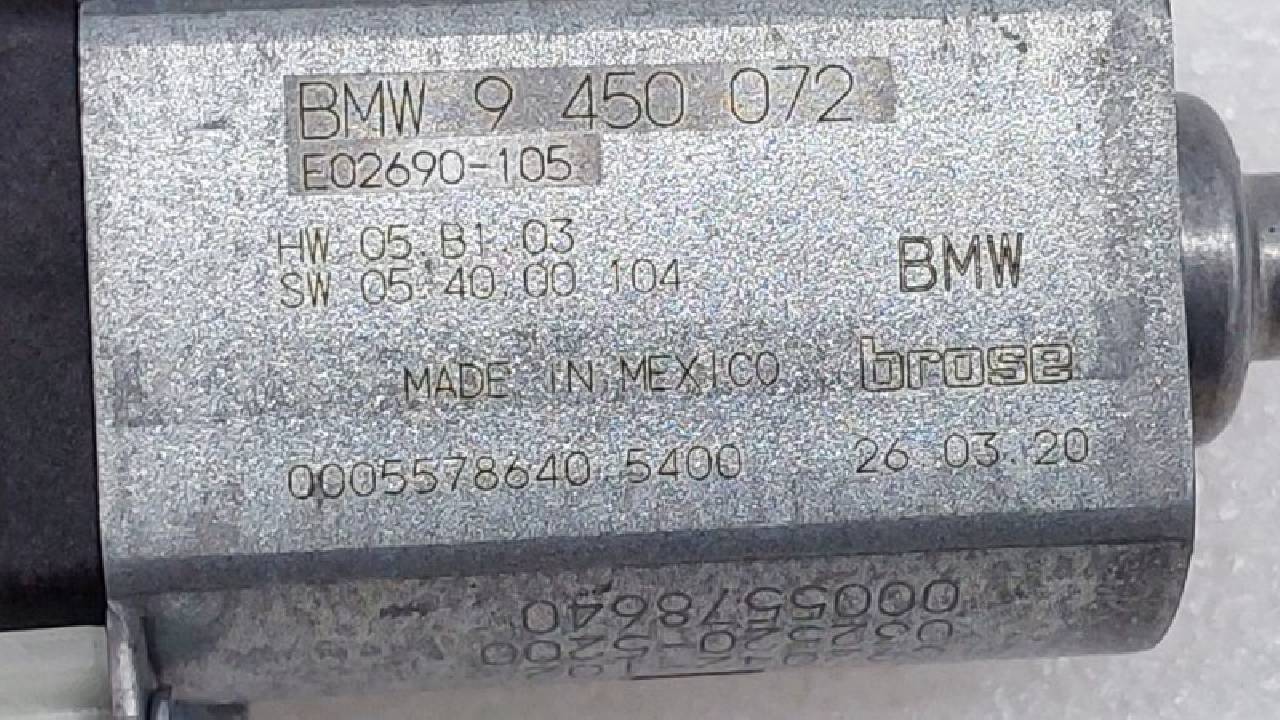 BMW 9 450 072
E02690-105
HW 05.B1.03
SW 05.40.00.104
BMW
MADE IN MEXICO
brose
0005578640 5400
26.03.20
0005578640